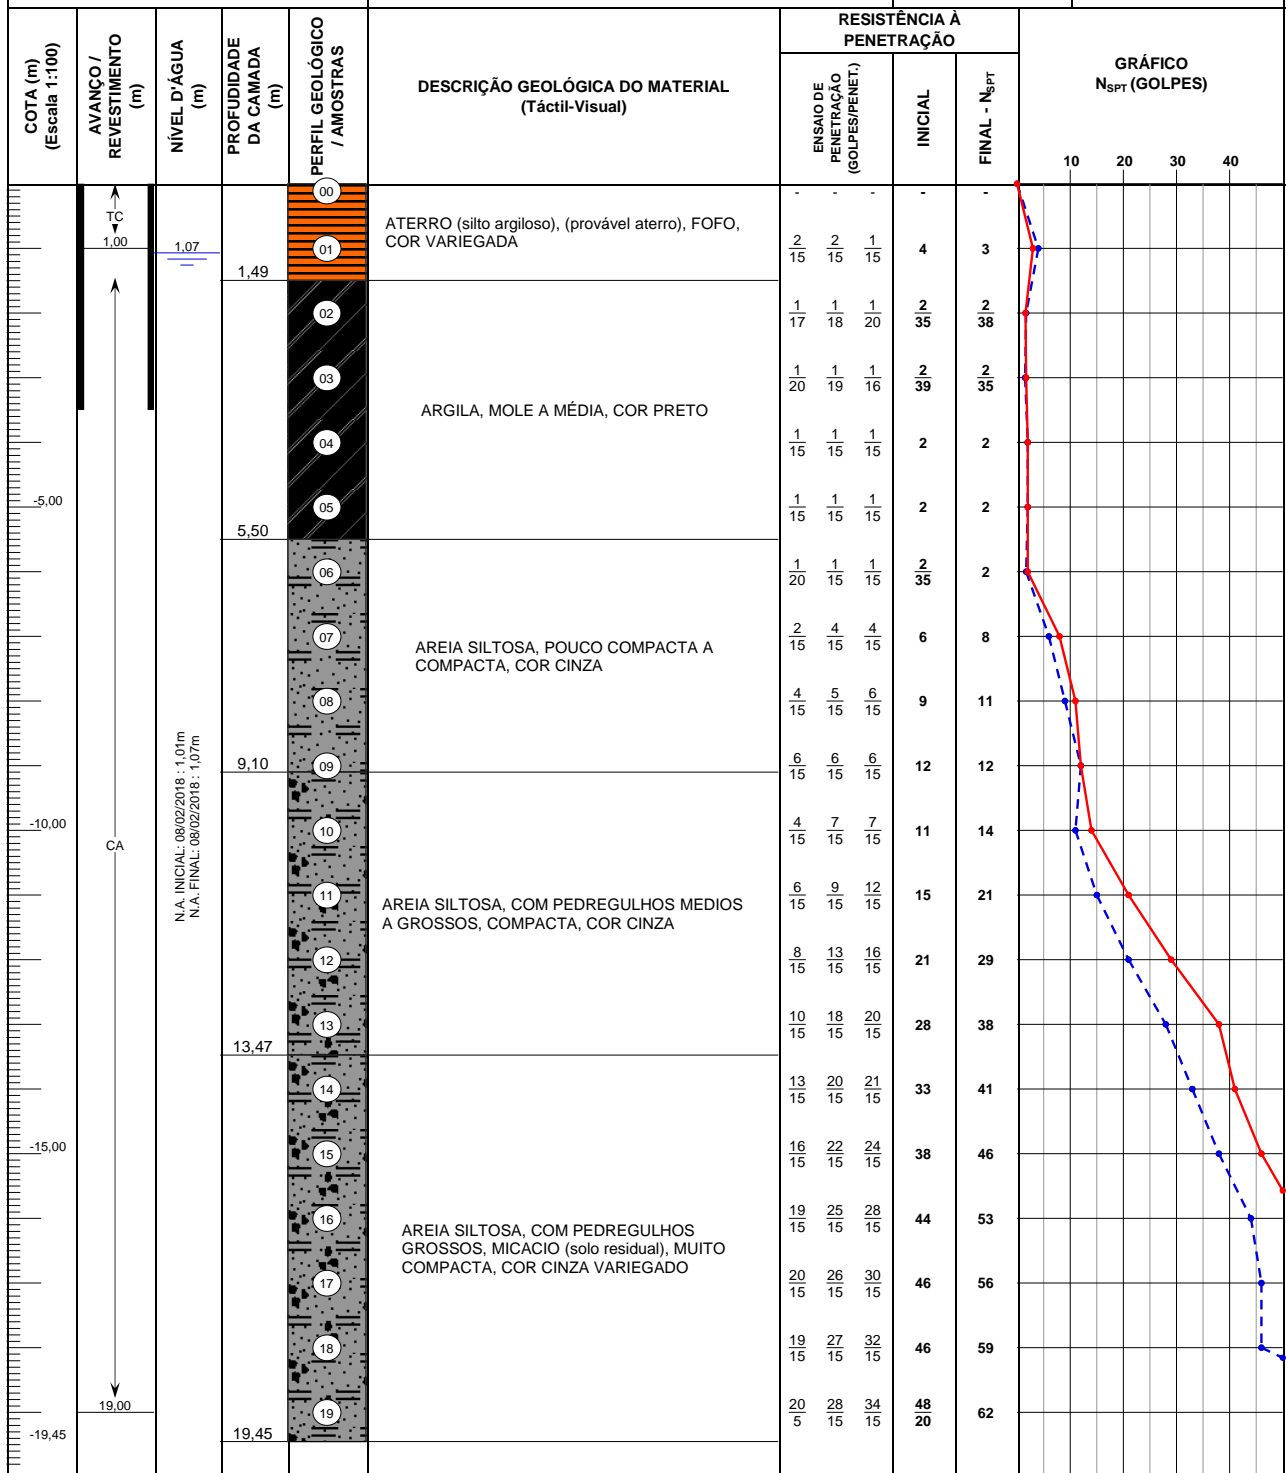 COTA (m)
(Escala 1:100)
AVANÇO /
REVESTIMENTO
(m)
NÍVEL D'ÁGUA
(m)
PROFUDIDADE
DA CAMADA
(m)
PERFIL GEOLÓGICO
/ AMOSTRAS
DESCRIÇÃO GEOLÓGICA DO MATERIAL
(Táctil-Visual)
RESISTÊNCIA À
PENETRAÇÃO
ENSAIO DE
PENETRAÇÃO
(GOLPES/PENET.)
INICIAL
FINAL - NSPT
GRÁFICO
NSPT (GOLPES)
10 20 30 40
00 - - - - -
TC
ATERRO (silto argiloso), (provável aterro), FOFO,
COR VARIEGADA
1,00 1,07 01 2/15 2/15 1/15 4 3
1,49
02 1/17 1/18 1/20 2/35 2/38
03 1/20 1/19 1/16 2/39 2/35
ARGILA, MOLE A MÉDIA, COR PRETO
04 1/15 1/15 1/15 2 2
-5,00 05 1/15 1/15 1/15 2 2
5,50
06 1/20 1/15 1/15 2/35 2
07 2/15 4/15 4/15 6 8
AREIA SILTOSA, POUCO COMPACTA A
COMPACTA, COR CINZA
08 4/15 5/15 6/15 9 11
9,10 09 6/15 6/15 6/15 12 12
N.A. INICIAL: 08/02/2018 : 1,01m
N.A. FINAL: 08/02/2018 : 1,07m
-10,00 10 4/15 7/15 7/15 11 14
CA
11 6/15 9/15 12/15 15 21
AREIA SILTOSA, COM PEDREGULHOS MEDIOS
A GROSSOS, COMPACTA, COR CINZA
12 8/15 13/15 16/15 21 29
13 10/15 18/15 20/15 28 38
13,47
14 13/15 20/15 21/15 33 41
-15,00 15 16/15 22/15 24/15 38 46
16 19/15 25/15 28/15 44 53
AREIA SILTOSA, COM PEDREGULHOS
GROSSOS, MICACIO (solo residual), MUITO
COMPACTA, COR CINZA VARIEGADO
17 20/15 26/15 30/15 46 56
18 19/15 27/15 32/15 46 59
19,00 19 20/5 28/15 34/15 48/20 62
-19,45 19,45